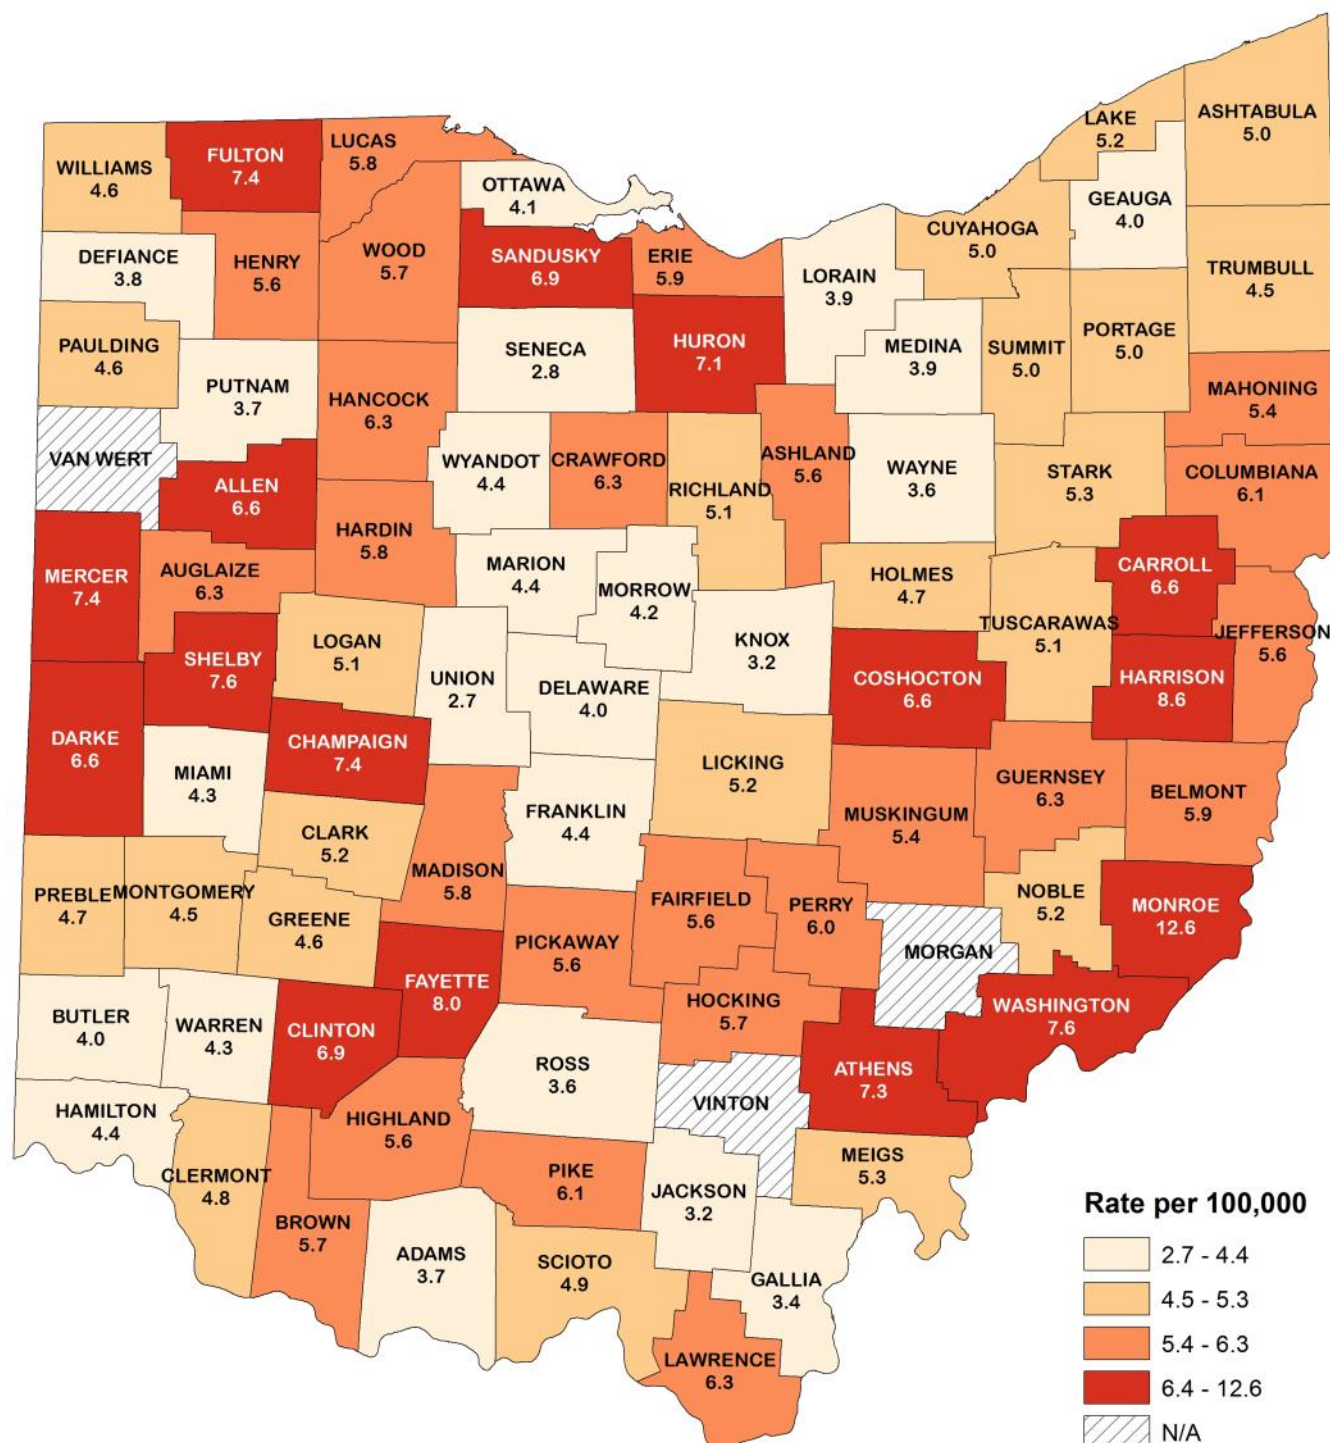 LAKE
5.2
ASHTABULA
5.0
LUCAS
5.8
FULTON
7.4
WILLIAMS
4.6
OTTAWA
4.1
GEAUGA
4.0
CUYAHOGA
5.0
WOOD
5.7
SANDUSKY
6.9
ERIE
5.9
DEFIANCE
3.8
HENRY
5.6
LORAIN
3.9
TRUMBULL
4.5
PAULDING
4.6
SENECA
2.8
HURON
7.1
MEDINA
3.9
SUMMIT
5.0
PORTAGE
5.0
PUTNAM
3.7
HANCOCK
6.3
MAHONING
5.4
VAN WERT
WYANDOT
4.4
CRAWFORD
6.3
ASHLAND
5.6
WAYNE
3.6
STARK
5.3
COLUMBIANA
6.1
ALLEN
6.6
RICHLAND
5.1
HARDIN
5.8
MERCER
7.4
AUGLAIZE
6.3
MARION
4.4
MORROW
4.2
HOLMES
4.7
CARROLL
6.6
TUSCARAWAS
5.1
JEFFERSON
5.6
LOGAN
5.1
KNOX
3.2
SHELBY
7.6
UNION
2.7
DELAWARE
4.0
COSHOCTON
6.6
HARRISON
8.6
DARKE
6.6
CHAMPAIGN
7.4
MIAMI
4.3
LICKING
5.2
GUERNSEY
6.3
BELMONT
5.9
FRANKLIN
4.4
MUSKINGUM
5.4
CLARK
5.2
MADISON
5.8
PREBLE
4.7
MONTGOMERY
4.5
GREENE
4.6
FAIRFIELD
5.6
PERRY
6.0
NOBLE
5.2
MONROE
12.6
PICKAWAY
5.6
MORGAN
FAYETTE
8.0
HOCKING
5.7
WASHINGTON
7.6
BUTLER
4.0
WARREN
4.3
CLINTON
6.9
ROSS
3.6
ATHENS
7.3
VINTON
HAMILTON
4.4
HIGHLAND
5.6
MEIGS
5.3
CLERMONT
4.8
PIKE
6.1
JACKSON
3.2
BROWN
5.7
ADAMS
3.7
SCIOTO
4.9
GALLIA
3.4
LAWRENCE
6.3
Rate per 100,000
2.7 - 4.4
4.5 - 5.3
5.4 - 6.3
6.4 - 12.6
N/A